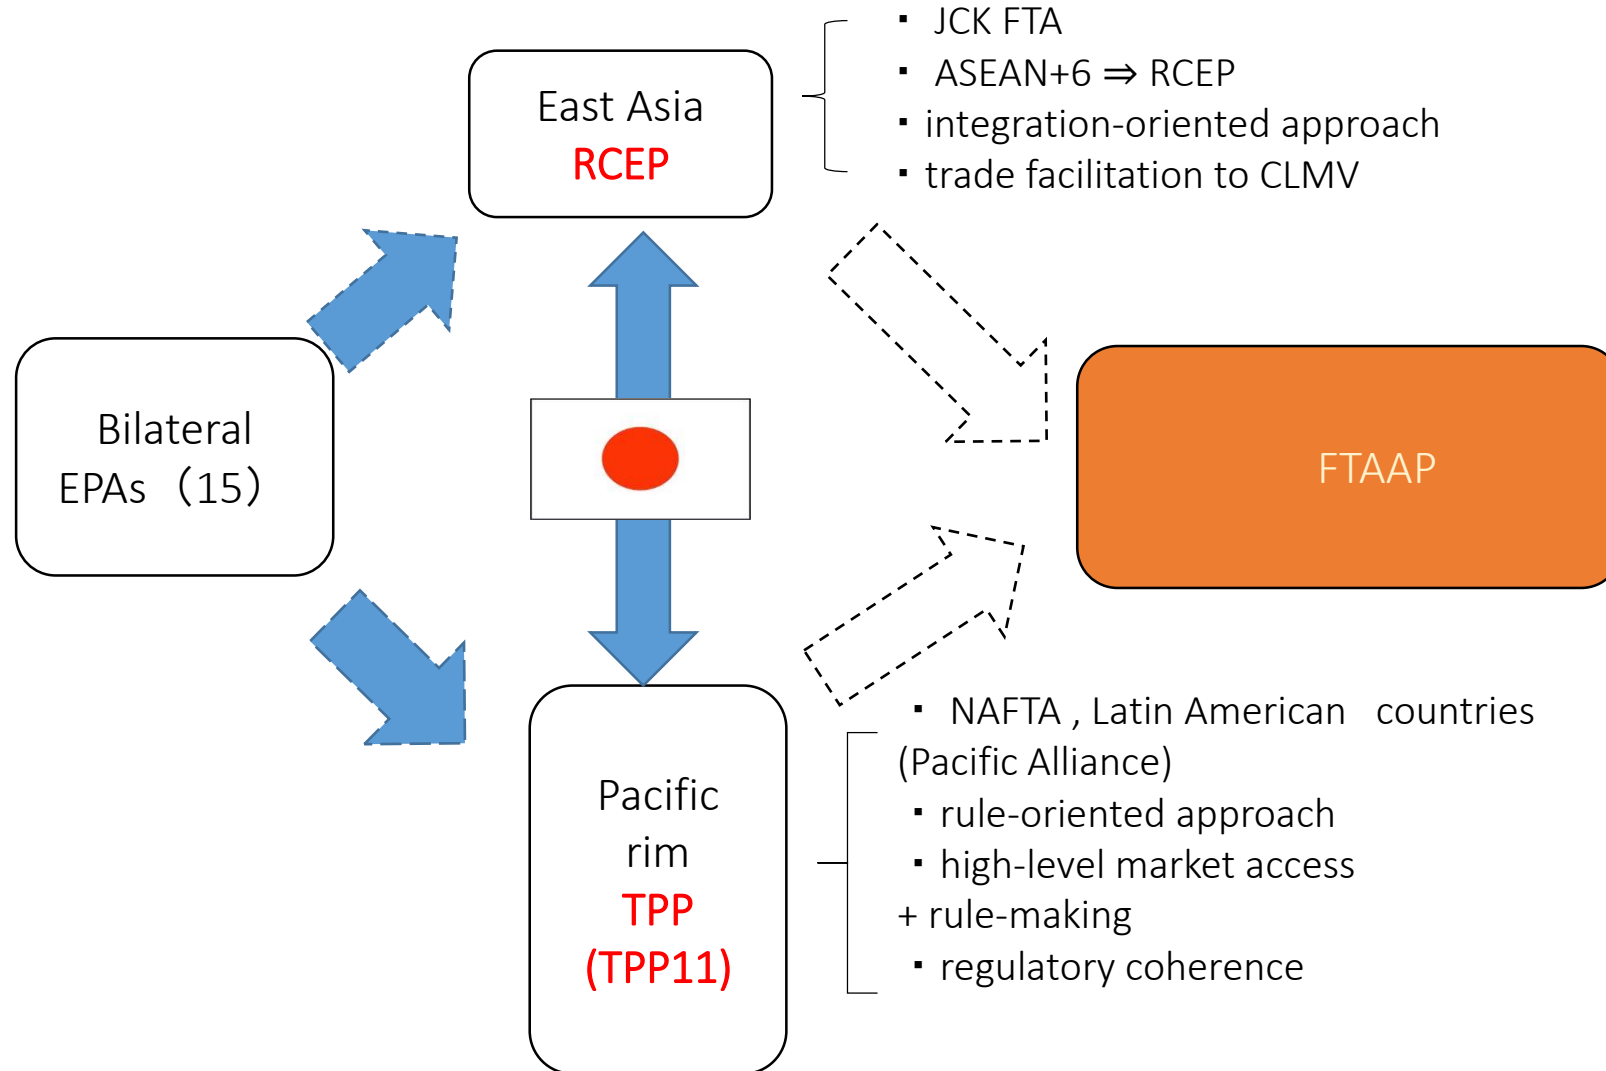 ▪ JCK FTA
▪ ASEAN+6 ⇒ RCEP
▪ integration-oriented approach
▪ trade facilitation to CLMV
East Asia
RCEP
Bilateral
EPAs（15）
FTAAP
Pacific
rim
TPP
(TPP11)
▪ NAFTA , Latin American countries
(Pacific Alliance)
▪ rule-oriented approach
▪ high-level market access
+ rule-making
▪ regulatory coherence